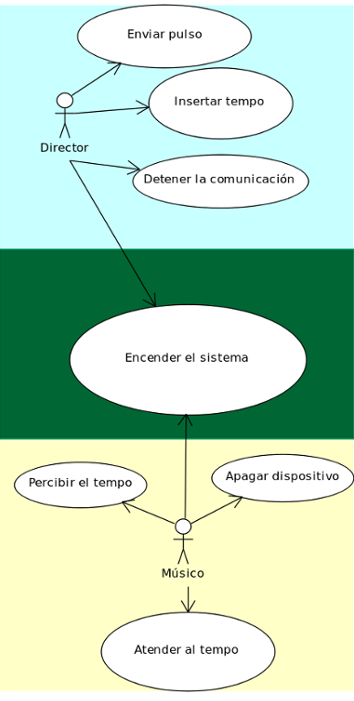 Enviar pulso
Insertar tempo
Director
Detener la comunicación
Encender el sistema
Percibir el tempo
Apagar dispositivo
Músico
Atender al tempo